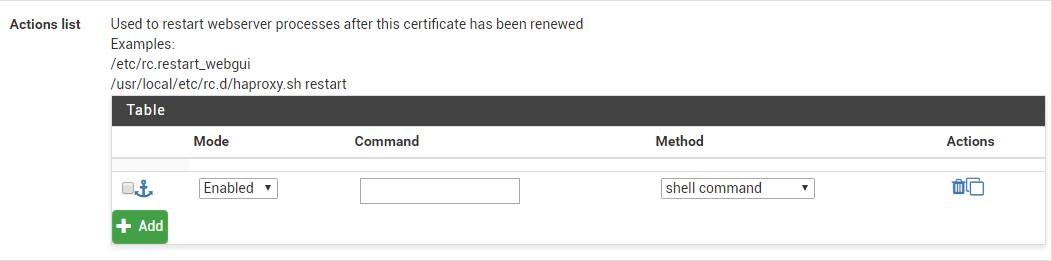 Actions list
Used to restart webserver processes after this certificate has been renewed
Examples:
/etc/rc.restart_webgui
/usr/local/etc/rc.d/haproxy.sh restart
Table
Mode Command Method Actions
Enabled shell command
Add